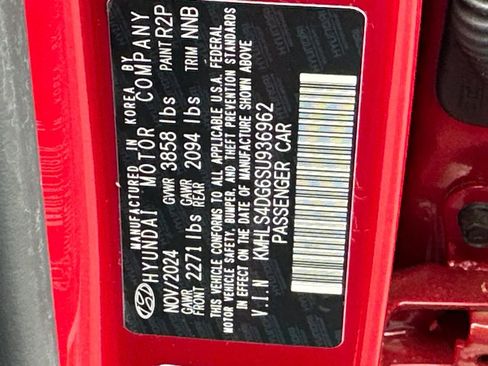 MANUFACTURED IN KOREA BY
HYUNDAI MOTOR COMPANY
NOV/2024 GVWR 3858 lbs PAINT R2P
GAWR FRONT 2271 lbs GAWR REAR 2094 lbs TRIM NNB
THIS VEHICLE CONFORMS TO ALL APPLICABLE U.S.A. FEDERAL
MOTOR VEHICLE SAFETY, BUMPER, AND THEFT PREVENTION STANDARDS
IN EFFECT ON THE DATE OF MANUFACTURE SHOWN ABOVE
V.I.N KMHLS4DG6SU936962
PASSENGER CAR